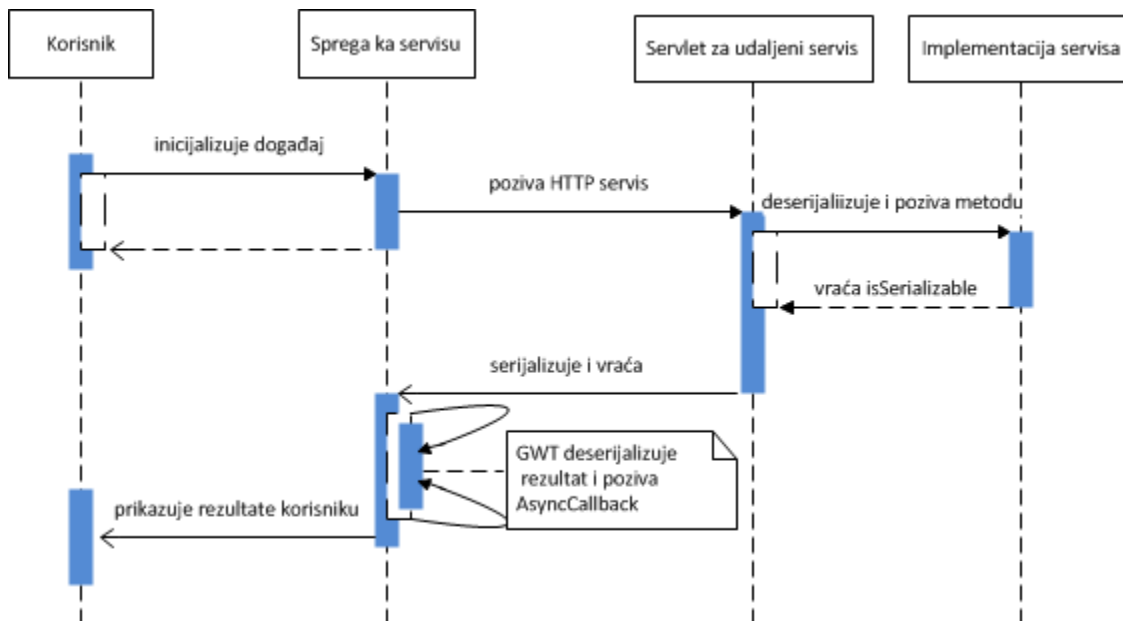 Korisnik
Sprega ka servisu
Servlet za udaljeni servis
Implementacija servisa
inicijalizuje događaj
poziva HTTP servis
deserijaliizuje i poziva metodu
vraća isSerializable
serijalizuje i vraća
GWT deserijalizuje
rezultat i poziva
AsyncCallback
prikazuje rezultate korisniku